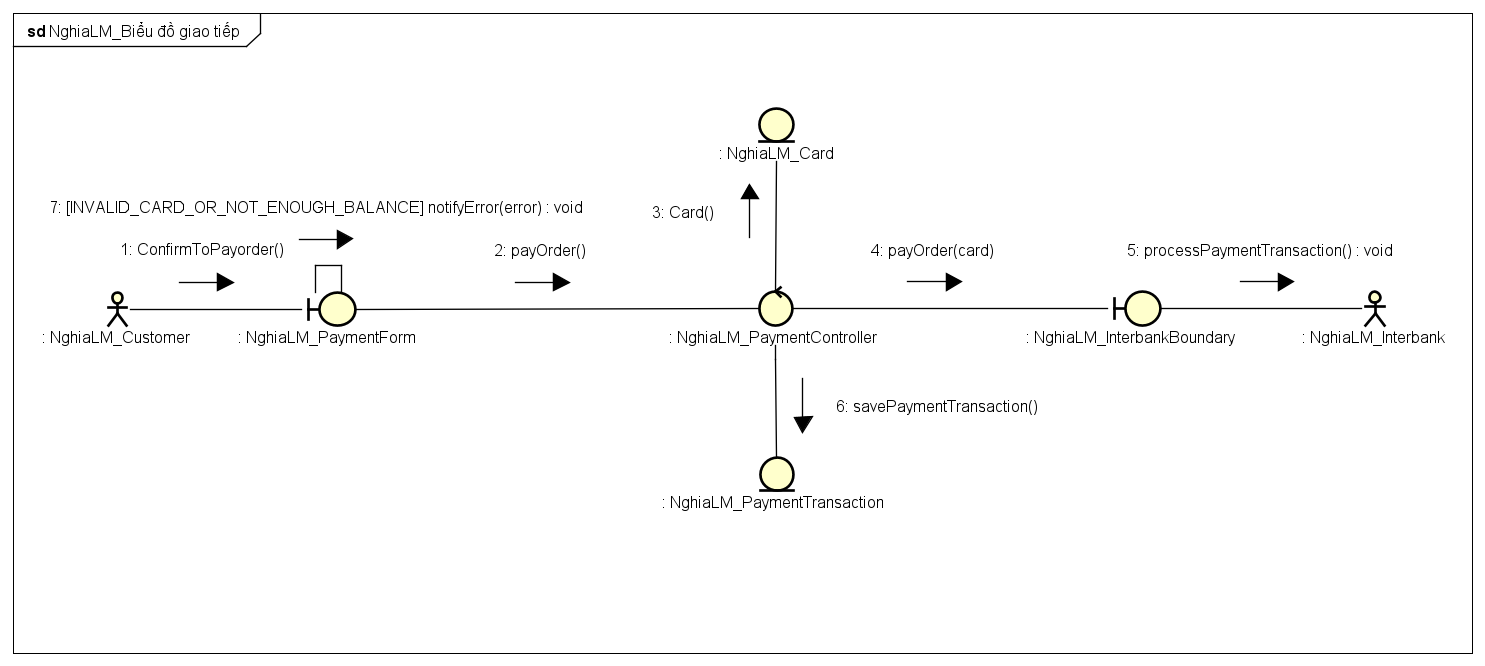 sd NghiaLM_Biểu đồ giao tiếp
: NghiaLM_Card
7: [INVALID_CARD_OR_NOT_ENOUGH_BALANCE] notifyError(error) : void
3: Card()
1: ConfirmToPayorder()
2: payOrder()
4: payOrder(card)
5: processPaymentTransaction() : void
: NghiaLM_Customer
: NghiaLM_PaymentForm
: NghiaLM_PaymentController
: NghiaLM_InterbankBoundary
: NghiaLM_Interbank
6: savePaymentTransaction()
: NghiaLM_PaymentTransaction